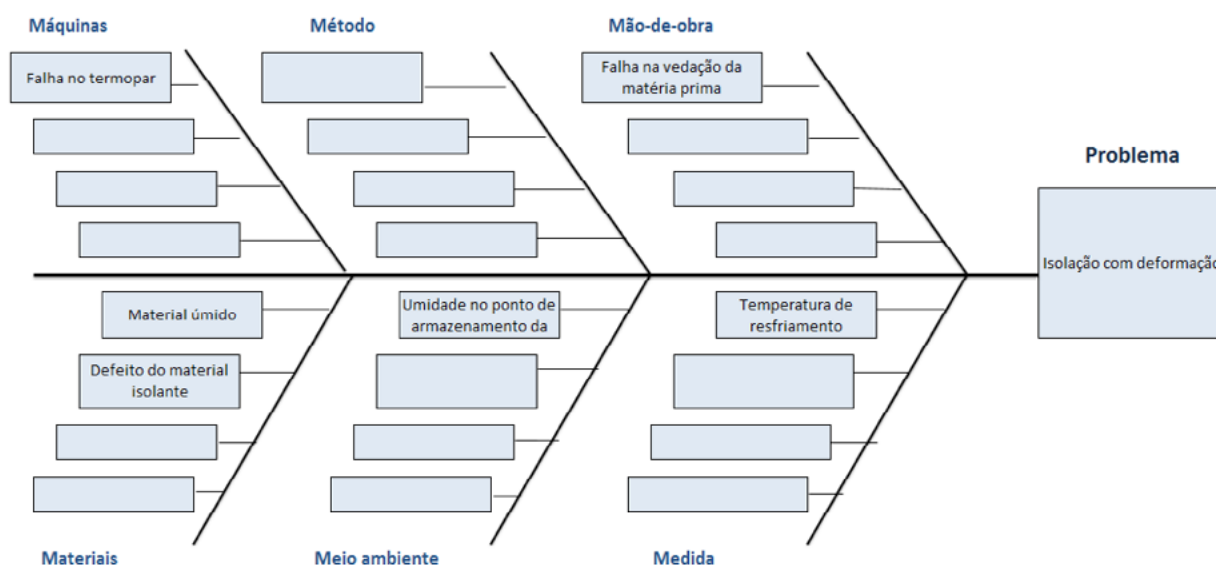 Máquinas
Método
Mão-de-obra
Falha no termopar
Falha na vedação da
matéria prima
Problema
Isolação com deformação
Material úmido
Umidade no ponto de
armazenamento da
Temperatura de
resfriamento
Defeito do material
isolante
Materiais
Meio ambiente
Medida